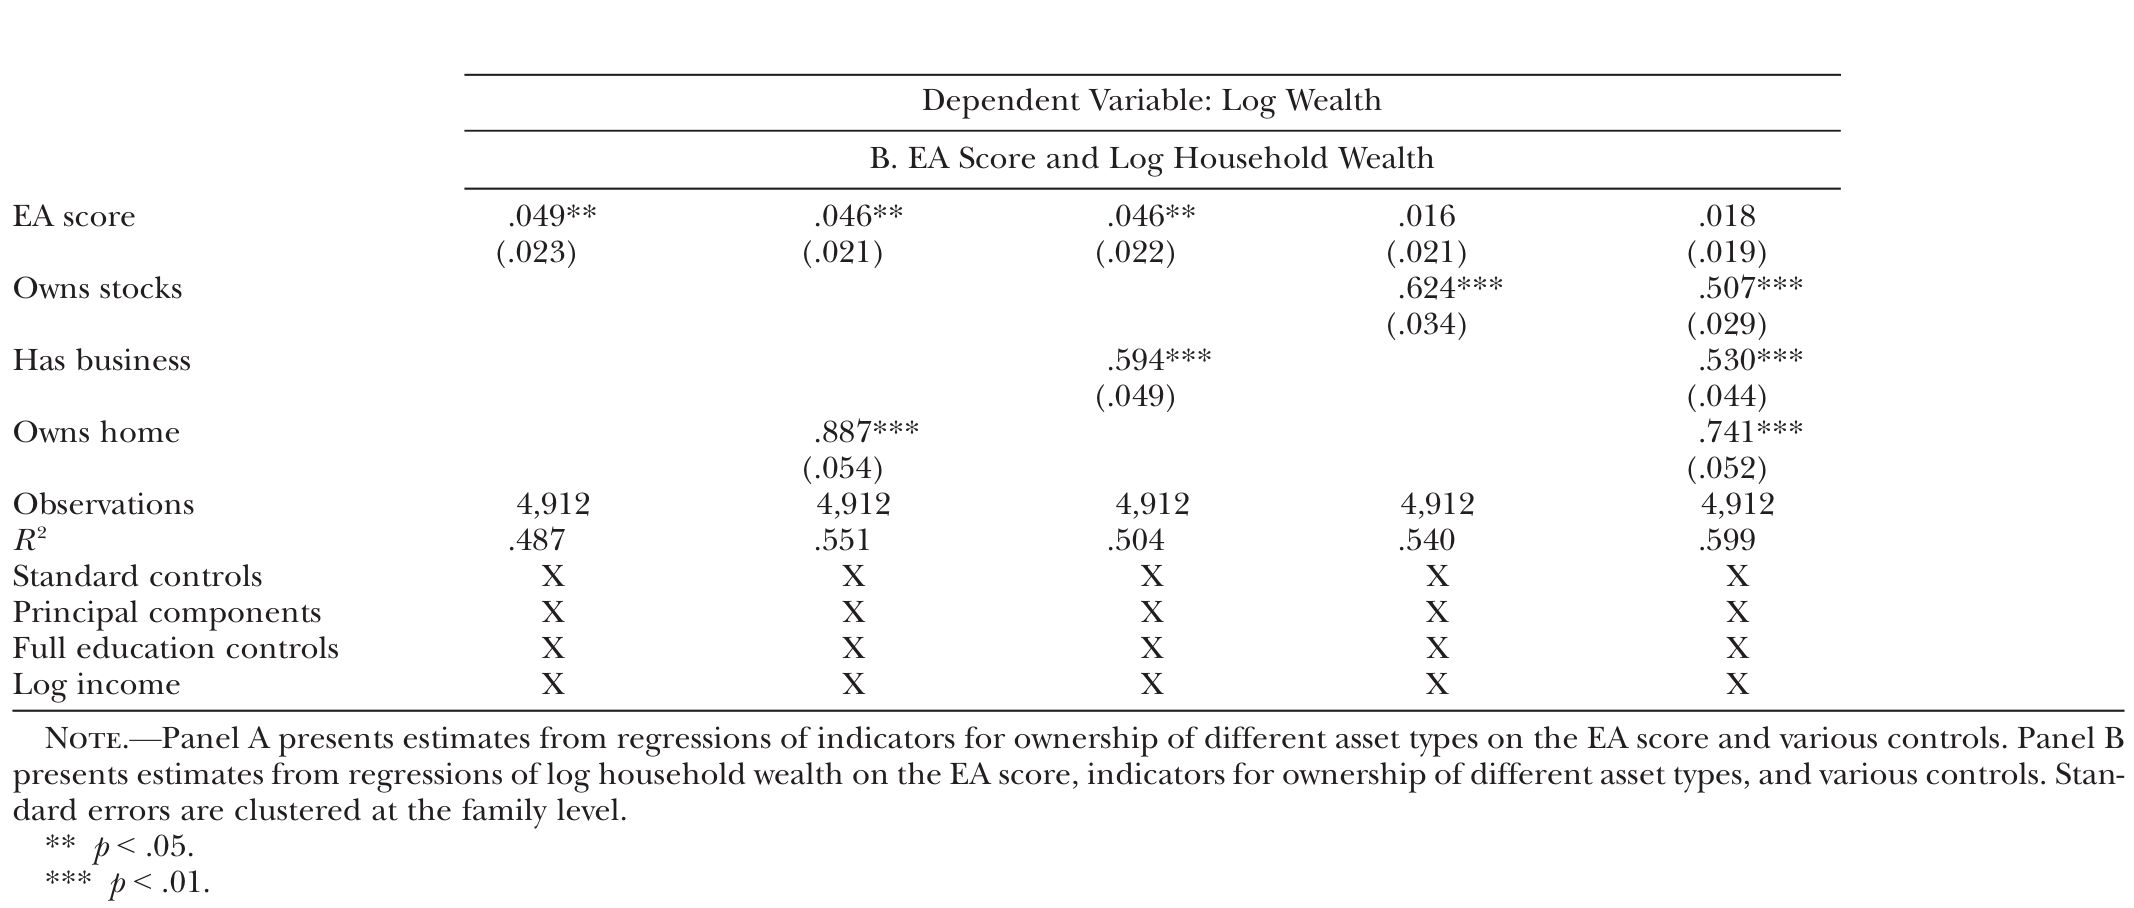 Dependent Variable: Log Wealth
B. EA Score and Log Household Wealth
EA score .049** .046** .046** .016 .018
(.023) (.021) (.022) (.021) (.019)
Owns stocks .624*** .507***
(.034) (.029)
Has business .594*** .530***
(.049) (.044)
Owns home .887*** .741***
(.054) (.052)
Observations 4,912 4,912 4,912 4,912 4,912
R² .487 .551 .504 .540 .599
Standard controls X X X X X
Principal components X X X X X
Full education controls X X X X X
Log income X X X X X
NOTE.—Panel A presents estimates from regressions of indicators for ownership of different asset types on the EA score and various controls. Panel B
presents estimates from regressions of log household wealth on the EA score, indicators for ownership of different asset types, and various controls. Stan-
dard errors are clustered at the family level.
** p < .05.
*** p < .01.